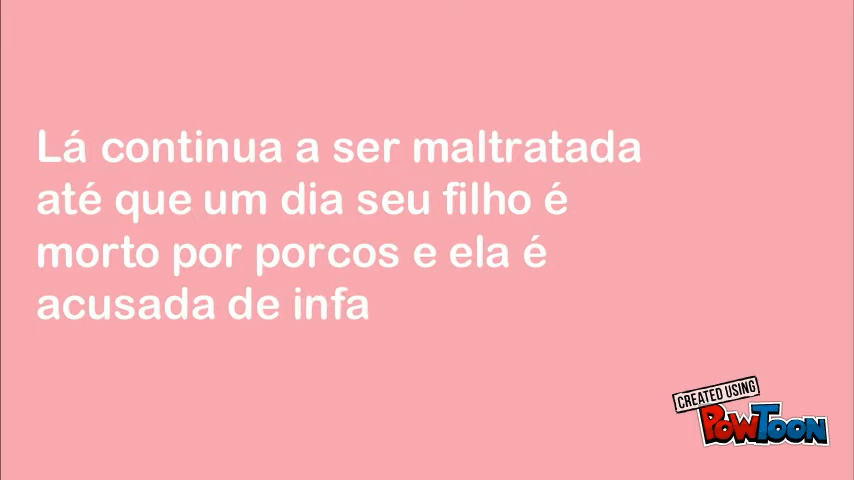 Lá continua a ser maltratada
até que um dia seu filho é
morto por porcos e ela é
acusada de infa
CREATED USING
POWTOON